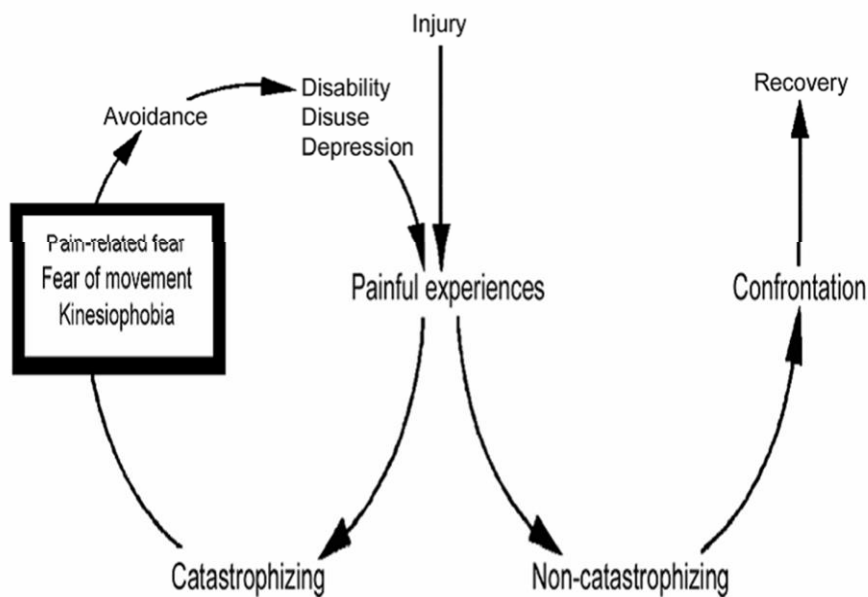 Injury
Disability
Disuse
Depression
Avoidance
Recovery
Pain-related fear
Fear of movement
Kinesiophobia
Painful experiences
Confrontation
Catastrophizing
Non-catastrophizing